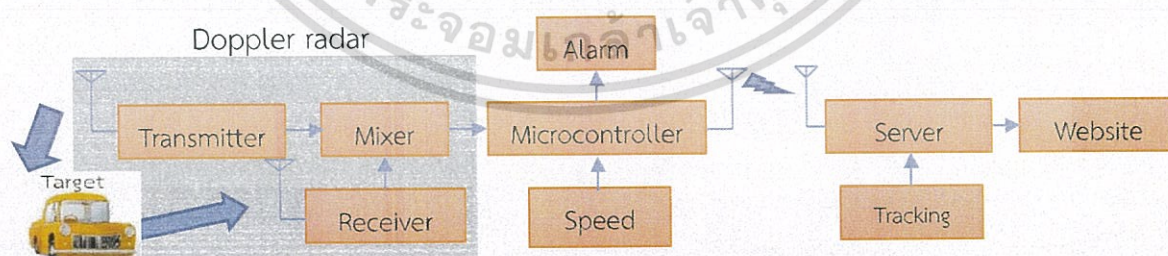 Doppler radar
Alarm
Transmitter
Mixer
Microcontroller
Server
Website
Target
Receiver
Speed
Tracking